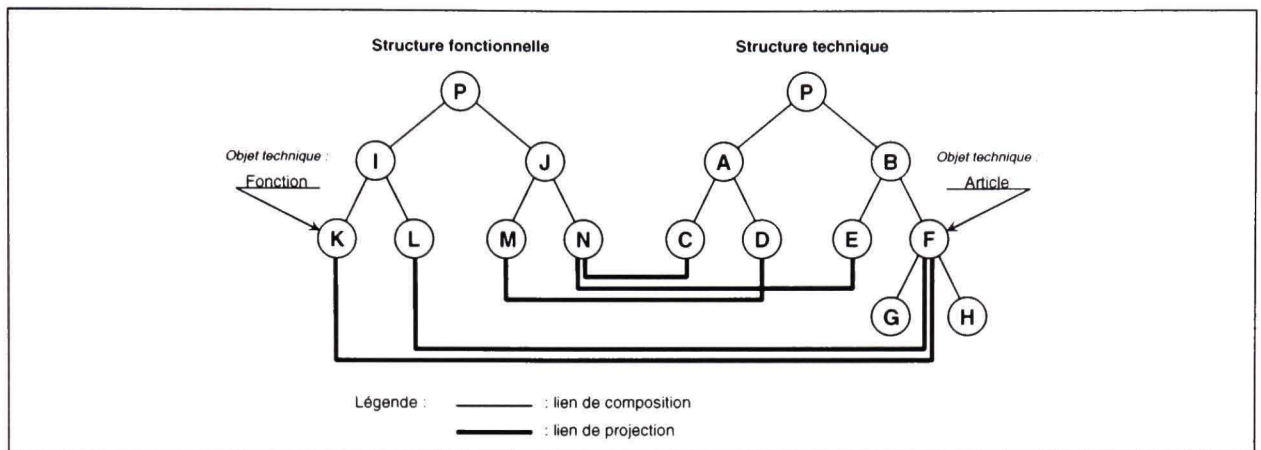 Structure fonctionnelle Structure technique
P P
Objet technique : I J A B Objet technique :
Fonction Article
K L M N C D E F
G H
Légende : : lien de composition
: lien de projection